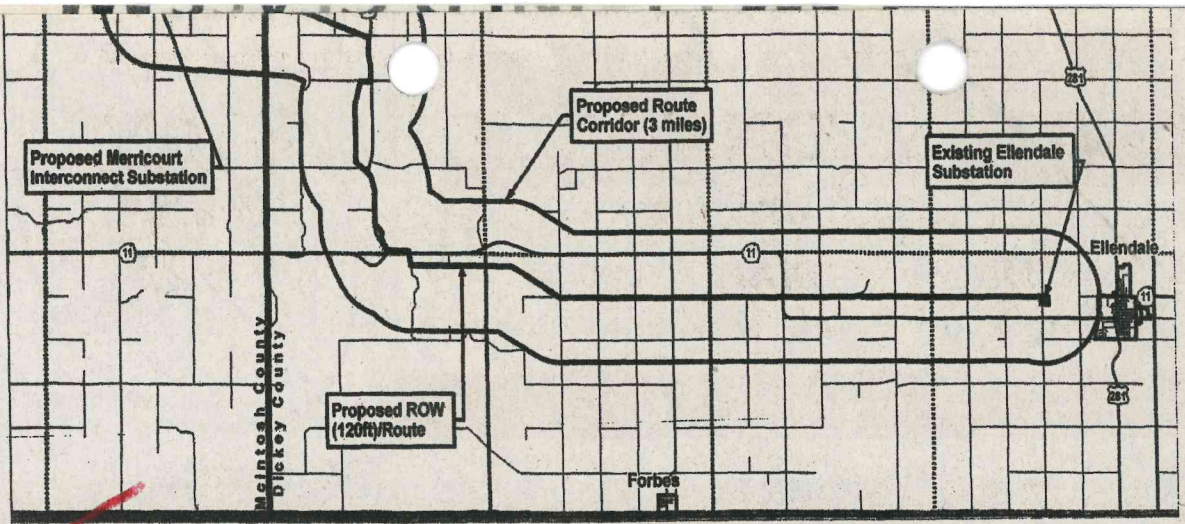 281
Proposed Route
Corridor (3 miles)
Existing Ellendale
Substation
Proposed Merricourt
Interconnect Substation
11
11
Ellendale
11
McIntosh County
Dickey County
281
Proposed ROW
(120ft)/Route
Forbes